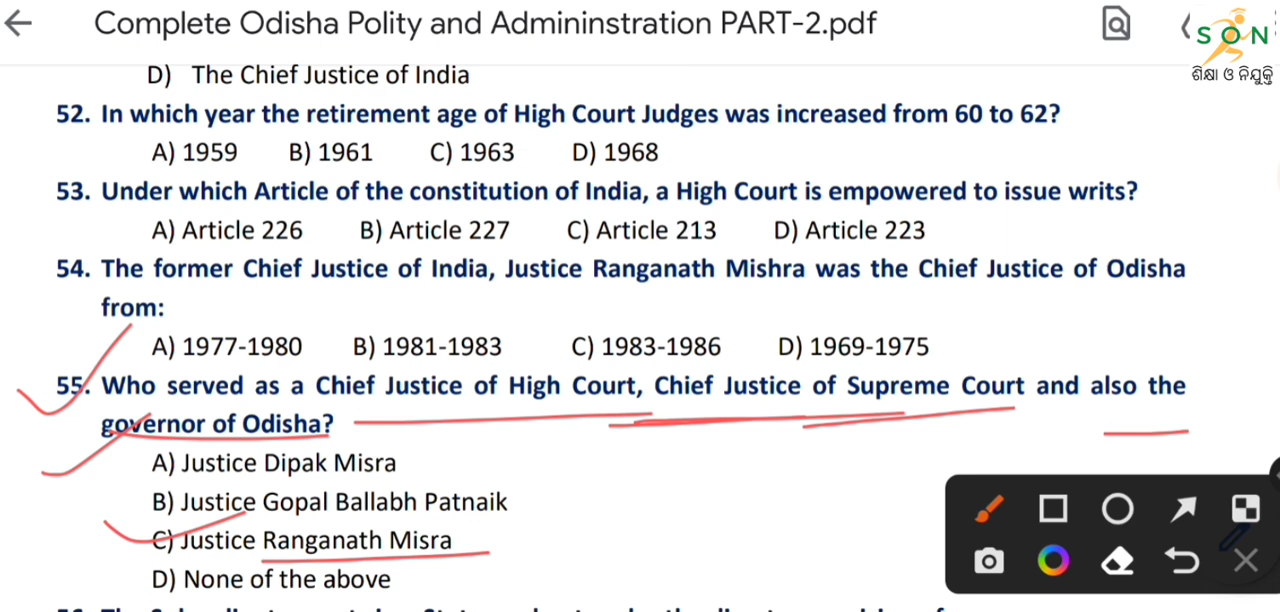 Complete Odisha Polity and Admininstration PART-2.pdf
SON
ଶିକ୍ଷା ଓ ନିଯୁକ୍ତି
D) The Chief Justice of India
52. In which year the retirement age of High Court Judges was increased from 60 to 62?
A) 1959 B) 1961 C) 1963 D) 1968
53. Under which Article of the constitution of India, a High Court is empowered to issue writs?
A) Article 226 B) Article 227 C) Article 213 D) Article 223
54. The former Chief Justice of India, Justice Ranganath Mishra was the Chief Justice of Odisha
from:
A) 1977-1980 B) 1981-1983 C) 1983-1986 D) 1969-1975
55. Who served as a Chief Justice of High Court, Chief Justice of Supreme Court and also the
governor of Odisha?
A) Justice Dipak Misra
B) Justice Gopal Ballabh Patnaik
C) Justice Ranganath Misra
D) None of the above